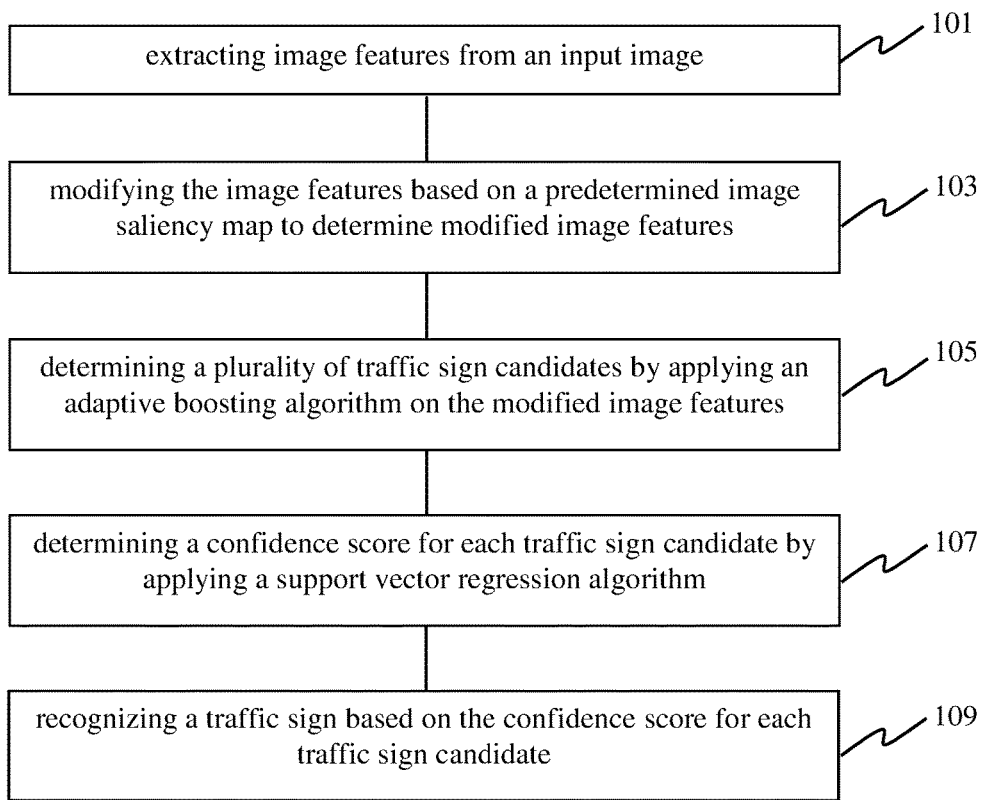 101
extracting image features from an input image
103
modifying the image features based on a predetermined image
saliency map to determine modified image features
105
determining a plurality of traffic sign candidates by applying an
adaptive boosting algorithm on the modified image features
107
determining a confidence score for each traffic sign candidate by
applying a support vector regression algorithm
109
recognizing a traffic sign based on the confidence score for each
traffic sign candidate